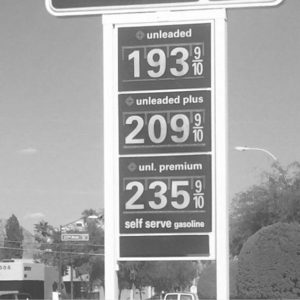 unleaded
193 9/10
unleaded plus
209 9/10
unl. premium
235 9/10
self serve gasoline